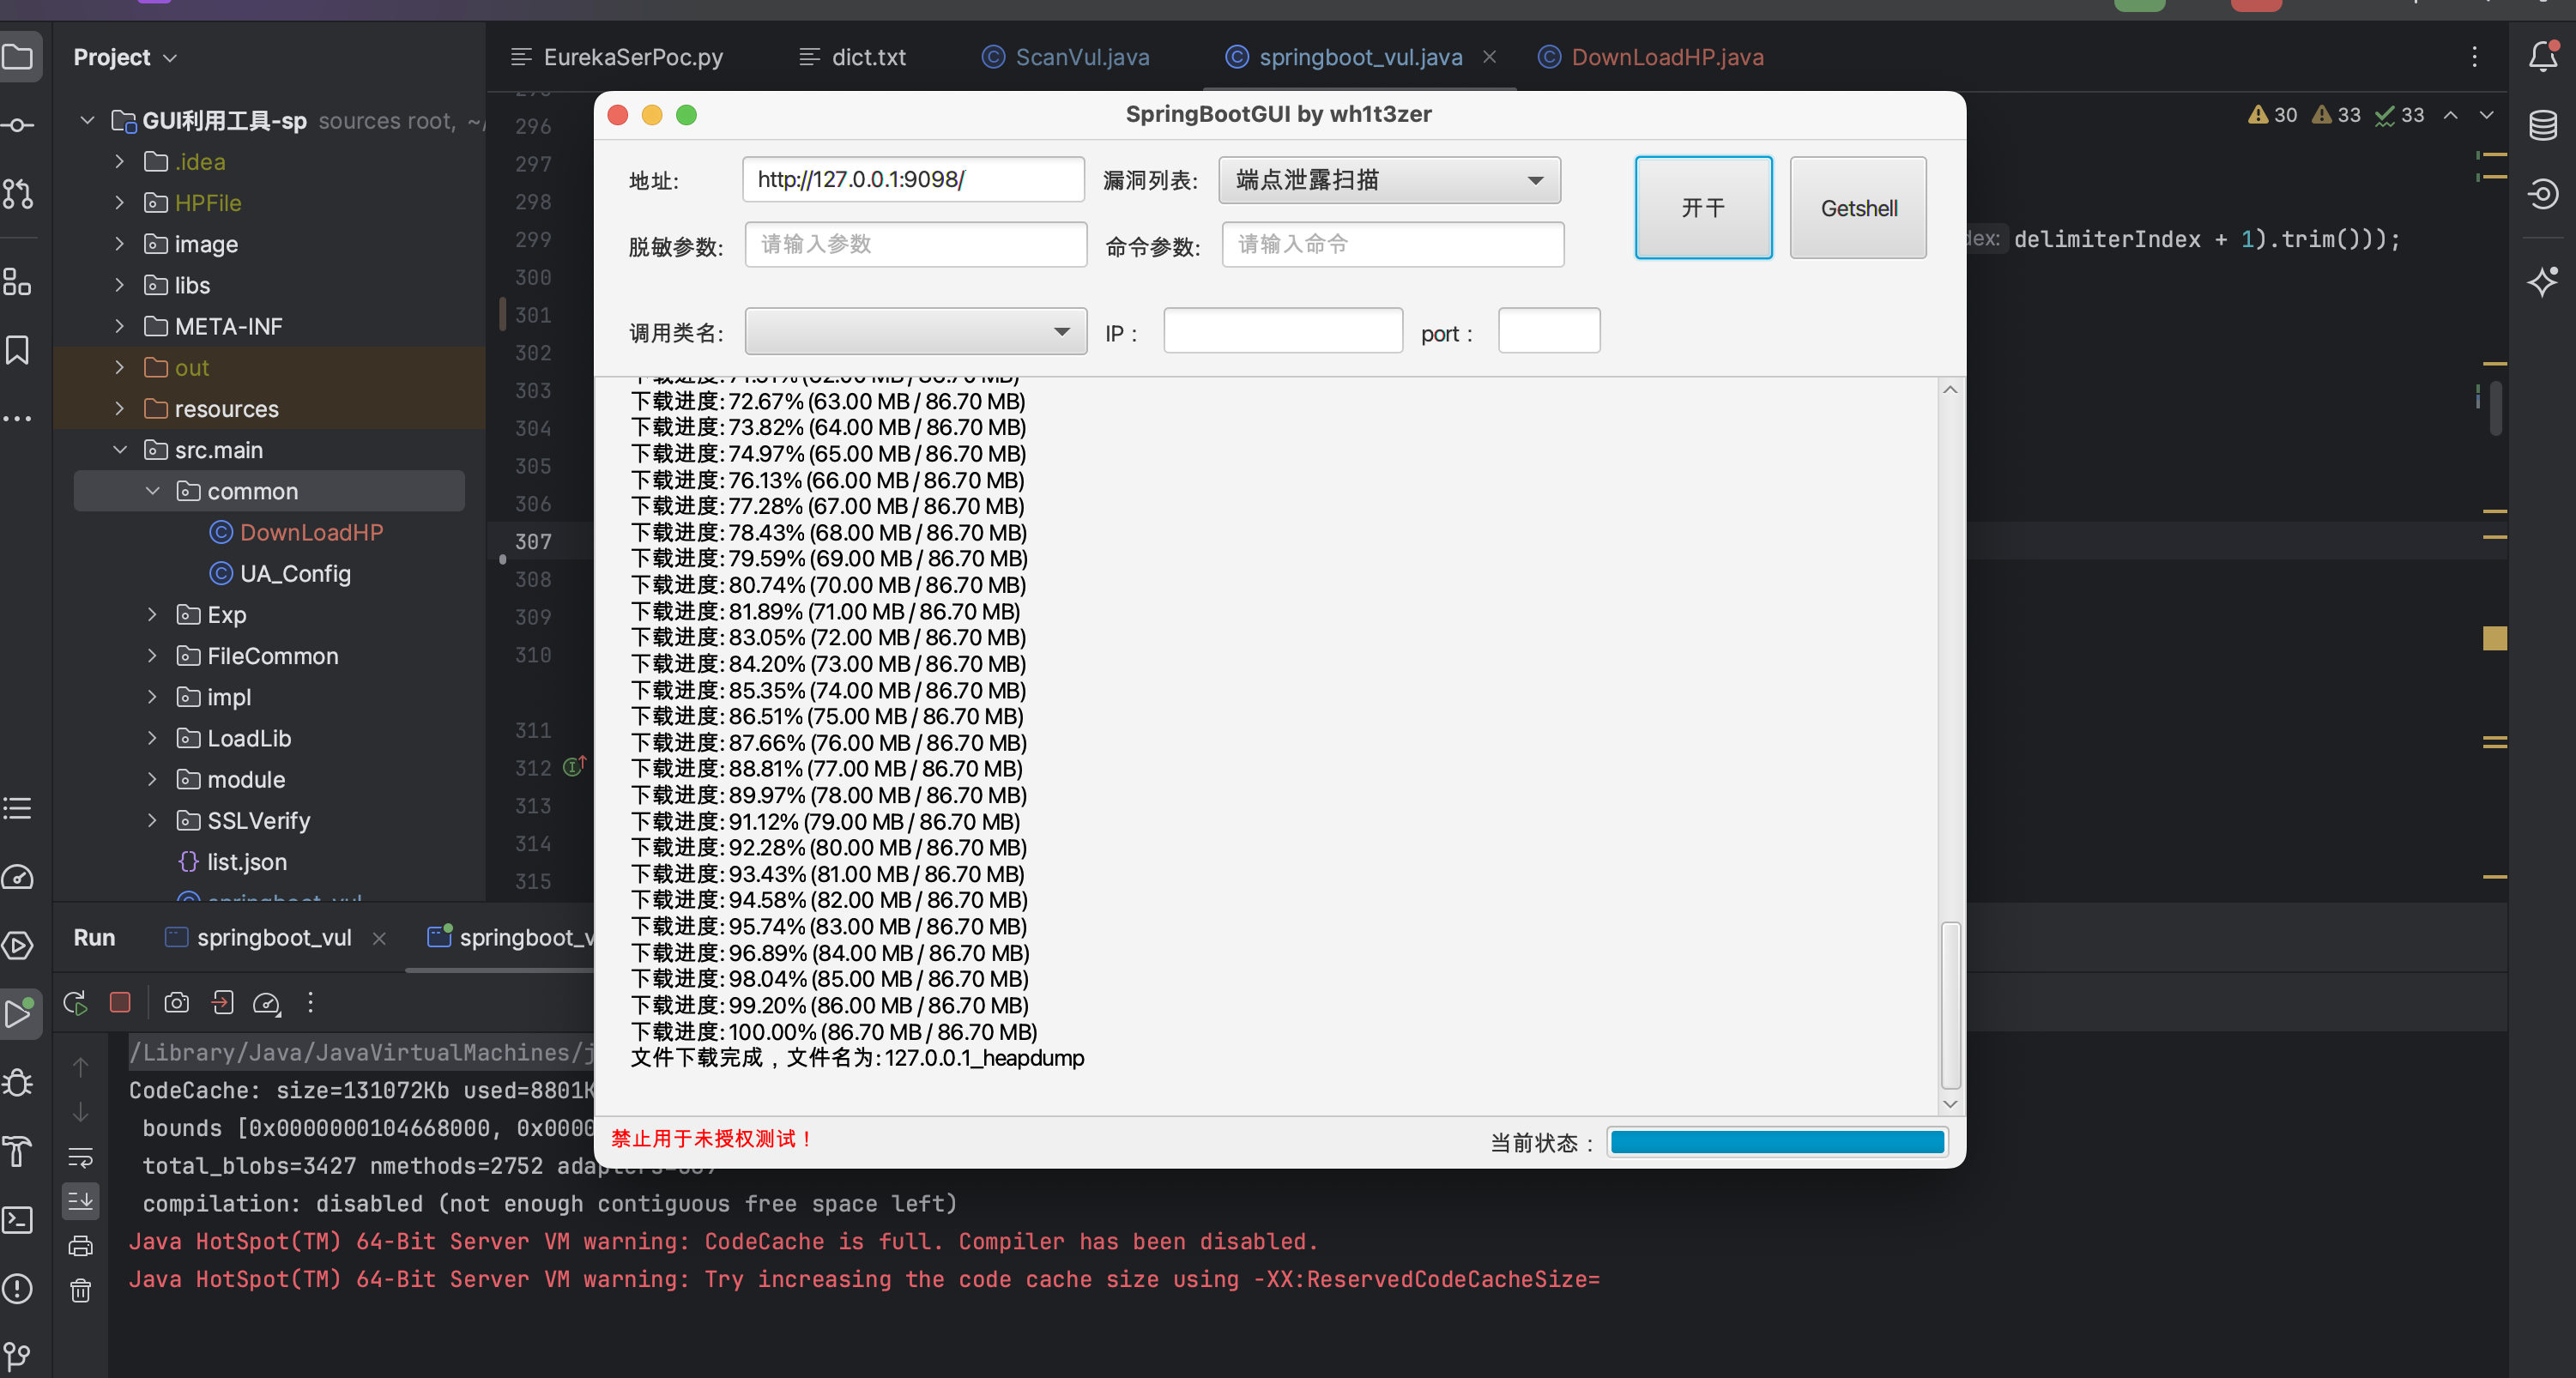 Project
EurekaSerPoc.py
dict.txt
ScanVul.java
springboot_vul.java
DownLoadHP.java
GUI利用工具-sp sources root, ~/
.idea
HPFile
image
libs
META-INF
out
resources
src.main
common
DownLoadHP
UA_Config
Exp
FileCommon
impl
LoadLib
module
SSLVerify
list.json
296
297
298
299
300
301
302
303
304
305
306
307
308
309
310
311
312
313
314
315
30 33 33
delimiterIndex + 1).trim()));
SpringBootGUI by wh1t3zer
地址: http://127.0.0.1:9098/ 漏洞列表: 端点泄露扫描 开干 Getshell
脱敏参数: 请输入参数 命令参数: 请输入命令
调用类名: IP： port：
下载进度: 72.67% (63.00 MB / 86.70 MB)
下载进度: 73.82% (64.00 MB / 86.70 MB)
下载进度: 74.97% (65.00 MB / 86.70 MB)
下载进度: 76.13% (66.00 MB / 86.70 MB)
下载进度: 77.28% (67.00 MB / 86.70 MB)
下载进度: 78.43% (68.00 MB / 86.70 MB)
下载进度: 79.59% (69.00 MB / 86.70 MB)
下载进度: 80.74% (70.00 MB / 86.70 MB)
下载进度: 81.89% (71.00 MB / 86.70 MB)
下载进度: 83.05% (72.00 MB / 86.70 MB)
下载进度: 84.20% (73.00 MB / 86.70 MB)
下载进度: 85.35% (74.00 MB / 86.70 MB)
下载进度: 86.51% (75.00 MB / 86.70 MB)
下载进度: 87.66% (76.00 MB / 86.70 MB)
下载进度: 88.81% (77.00 MB / 86.70 MB)
下载进度: 89.97% (78.00 MB / 86.70 MB)
下载进度: 91.12% (79.00 MB / 86.70 MB)
下载进度: 92.28% (80.00 MB / 86.70 MB)
下载进度: 93.43% (81.00 MB / 86.70 MB)
下载进度: 94.58% (82.00 MB / 86.70 MB)
下载进度: 95.74% (83.00 MB / 86.70 MB)
下载进度: 96.89% (84.00 MB / 86.70 MB)
下载进度: 98.04% (85.00 MB / 86.70 MB)
下载进度: 99.20% (86.00 MB / 86.70 MB)
下载进度: 100.00% (86.70 MB / 86.70 MB)
文件下载完成，文件名为: 127.0.0.1_heapdump
禁止用于未授权测试！ 当前状态：
Run springboot_vul springboot_v
/Library/Java/JavaVirtualMachines/j
CodeCache: size=131072Kb used=8801K
bounds [0x0000000104668000, 0x0000
total_blobs=3427 nmethods=2752
compilation: disabled (not enough contiguous free space left)
Java HotSpot(TM) 64-Bit Server VM warning: CodeCache is full. Compiler has been disabled.
Java HotSpot(TM) 64-Bit Server VM warning: Try increasing the code cache size using -XX:ReservedCodeCacheSize=